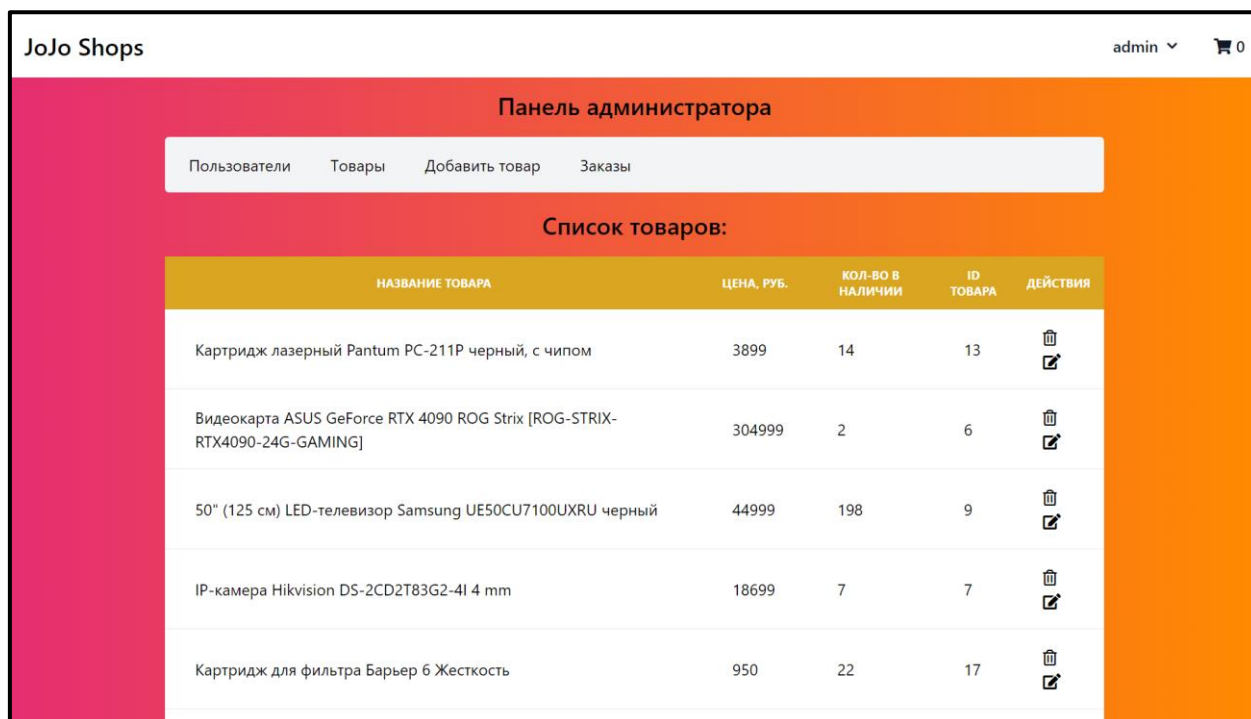 JoJo Shops
admin
0
Панель администратора
Пользователи Товары Добавить товар Заказы
Список товаров:
НАЗВАНИЕ ТОВАРА ЦЕНА, РУБ. КОЛ-ВО В НАЛИЧИИ ID ТОВАРА ДЕЙСТВИЯ
Картридж лазерный Pantum PC-211P черный, с чипом 3899 14 13
Видеокарта ASUS GeForce RTX 4090 ROG Strix [ROG-STRIX-
RTX4090-24G-GAMING] 304999 2 6
50" (125 см) LED-телевизор Samsung UE50CU7100UXRU черный 44999 198 9
IP-камера Hikvision DS-2CD2T83G2-4I 4 mm 18699 7 7
Картридж для фильтра Барьер 6 Жесткость 950 22 17